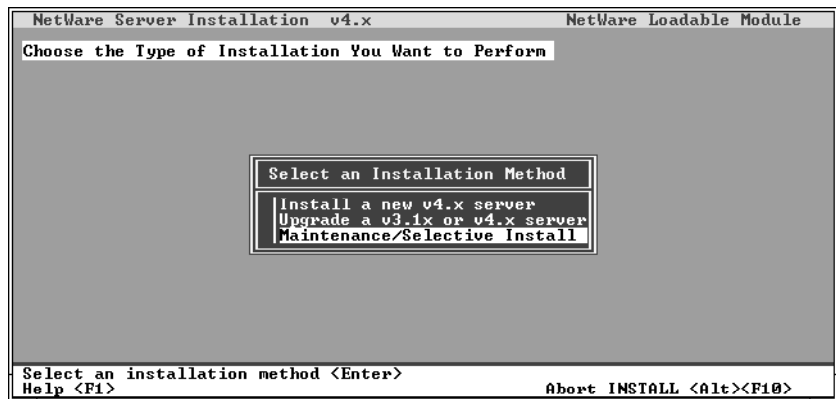 NetWare Server Installation v4.x NetWare Loadable Module
Choose the Type of Installation You Want to Perform
Select an Installation Method
Install a new v4.x server
Upgrade a v3.1x or v4.x server
Maintenance/Selective Install
Select an installation method <Enter>
Help <F1> Abort INSTALL <Alt><F10>